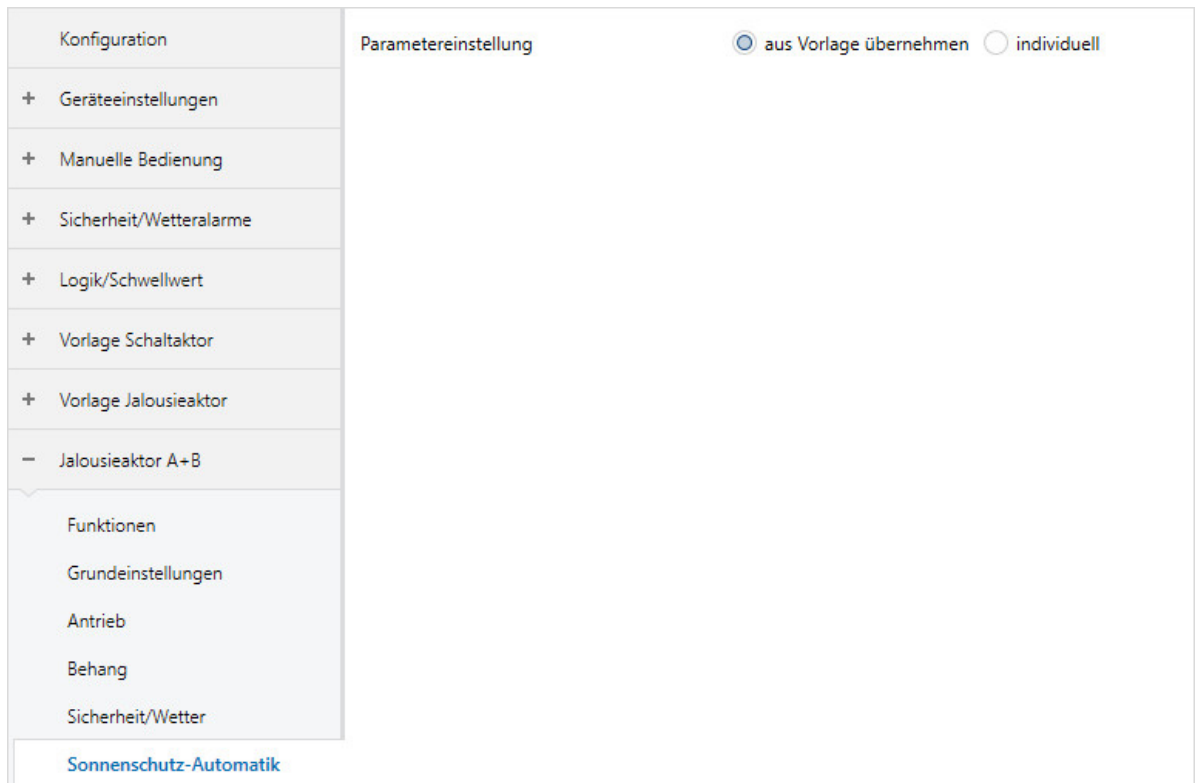 Konfiguration
Parametereinstellung aus Vorlage übernehmen individuell
+ Geräteeinstellungen
+ Manuelle Bedienung
+ Sicherheit/Wetteralarme
+ Logik/Schwellwert
+ Vorlage Schaltaktor
+ Vorlage Jalousieaktor
− Jalousieaktor A+B
Funktionen
Grundeinstellungen
Antrieb
Behang
Sicherheit/Wetter
Sonnenschutz-Automatik